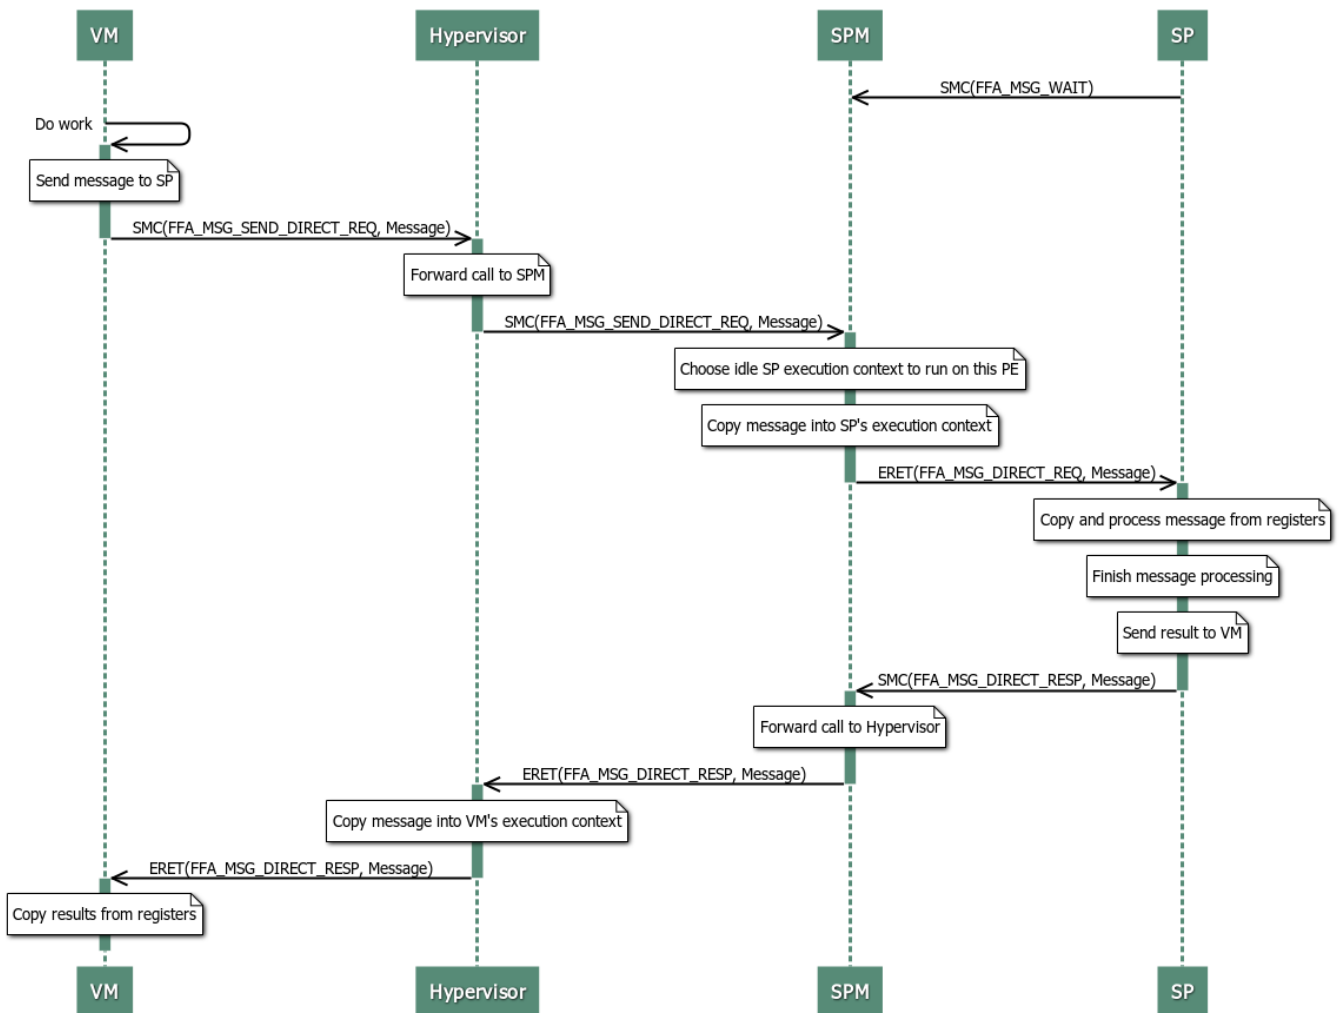 VM
Hypervisor
SPM
SP
SMC(FFA_MSG_WAIT)
Do work
Send message to SP
SMC(FFA_MSG_SEND_DIRECT_REQ, Message)
Forward call to SPM
SMC(FFA_MSG_SEND_DIRECT_REQ, Message)
Choose idle SP execution context to run on this PE
Copy message into SP's execution context
ERET(FFA_MSG_DIRECT_REQ, Message)
Copy and process message from registers
Finish message processing
Send result to VM
SMC(FFA_MSG_DIRECT_RESP, Message)
Forward call to Hypervisor
ERET(FFA_MSG_DIRECT_RESP, Message)
Copy message into VM's execution context
ERET(FFA_MSG_DIRECT_RESP, Message)
Copy results from registers
VM
Hypervisor
SPM
SP